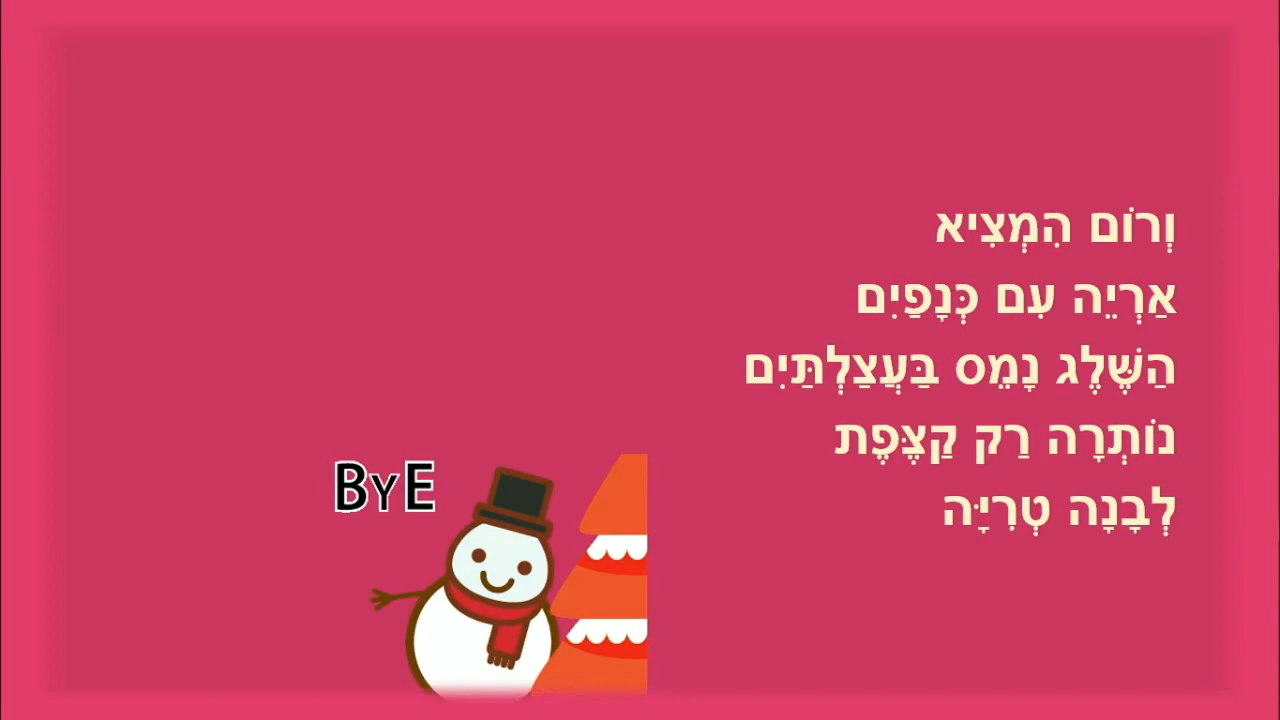 וְרוֹם הִמְצִיא
אַרְיֵה עִם כְּנָפַיִם
הַשֶּׁלֶג נָמֵס בַּעֲצַלְתַּיִם
נוֹתְרָה רַק קַצֶּפֶת
לְבָנָה טְרִיָּה
BYE